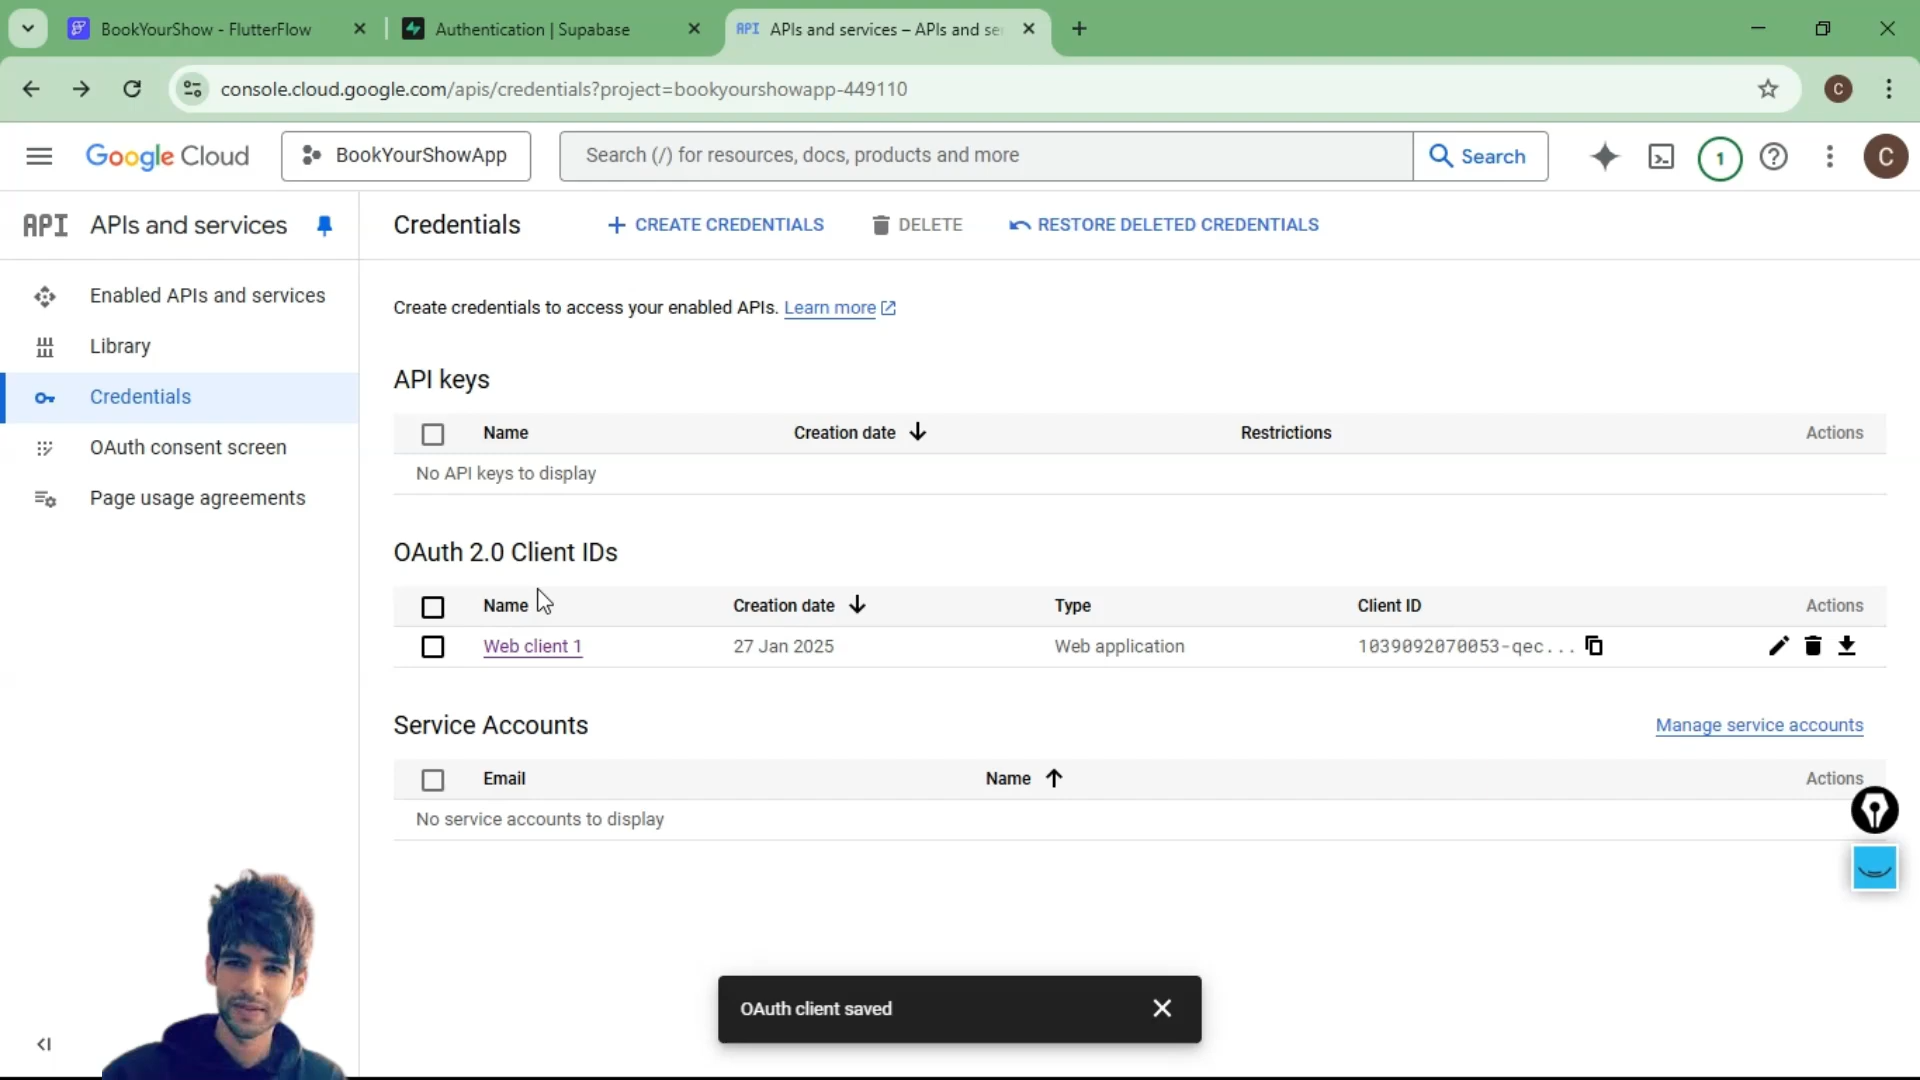 BookYourShow - FlutterFlow
Authentication | Supabase
API APIs and services – APIs and se
console.cloud.google.com/apis/credentials?project=bookyourshowapp-449110
C
Google Cloud
BookYourShowApp
Search (/) for resources, docs, products and more
Search
1
C
API APIs and services
Credentials
CREATE CREDENTIALS
DELETE
RESTORE DELETED CREDENTIALS
Enabled APIs and services
Library
Credentials
OAuth consent screen
Page usage agreements
Create credentials to access your enabled APIs. Learn more
API keys
Name Creation date Restrictions Actions
No API keys to display
OAuth 2.0 Client IDs
Name Creation date Type Client ID Actions
Web client 1 27 Jan 2025 Web application 1039092070053-qec...
Service Accounts
Manage service accounts
Email Name Actions
No service accounts to display
OAuth client saved